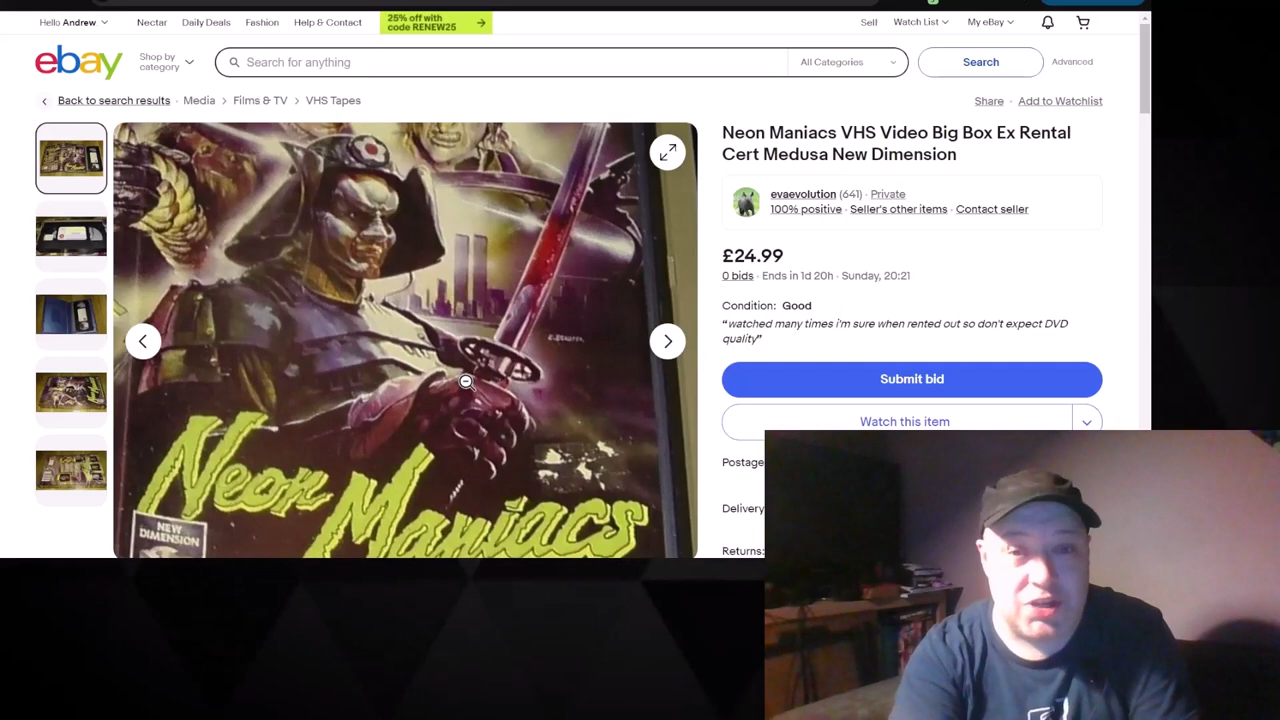 Hello Andrew
Nectar
Daily Deals
Fashion
Help & Contact
25% off with
code RENEW25
Sell
Watch List
My eBay
ebay
Shop by
category
Search for anything
All Categories
Search
Advanced
Back to search results · Media > Films & TV > VHS Tapes
Share · Add to Watchlist
Neon Maniacs VHS Video Big Box Ex Rental
Cert Medusa New Dimension
evaevolution (641) · Private
100% positive · Seller's other items · Contact seller
£24.99
0 bids · Ends in 1d 20h · Sunday, 20:21
Condition: Good
“watched many times i'm sure when rented out so don't expect DVD
quality”
Submit bid
Watch this item
Postage
Delivery
Returns:
Neon Maniacs
NEW
DIMENSION